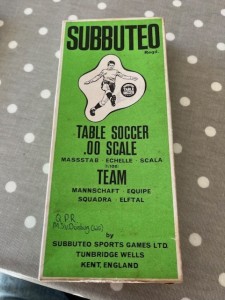 SUBBUTEO
Regd.
TABLE SOCCER
.00 SCALE
MASSSTAB · ECHELLE · SCALA
TEAM
MANNSCHAFT · EQUIPE
SQUADRA · ELFTAL
Q.P.R
by
SUBBUTEO SPORTS GAMES LTD.
TUNBRIDGE WELLS
KENT, ENGLAND